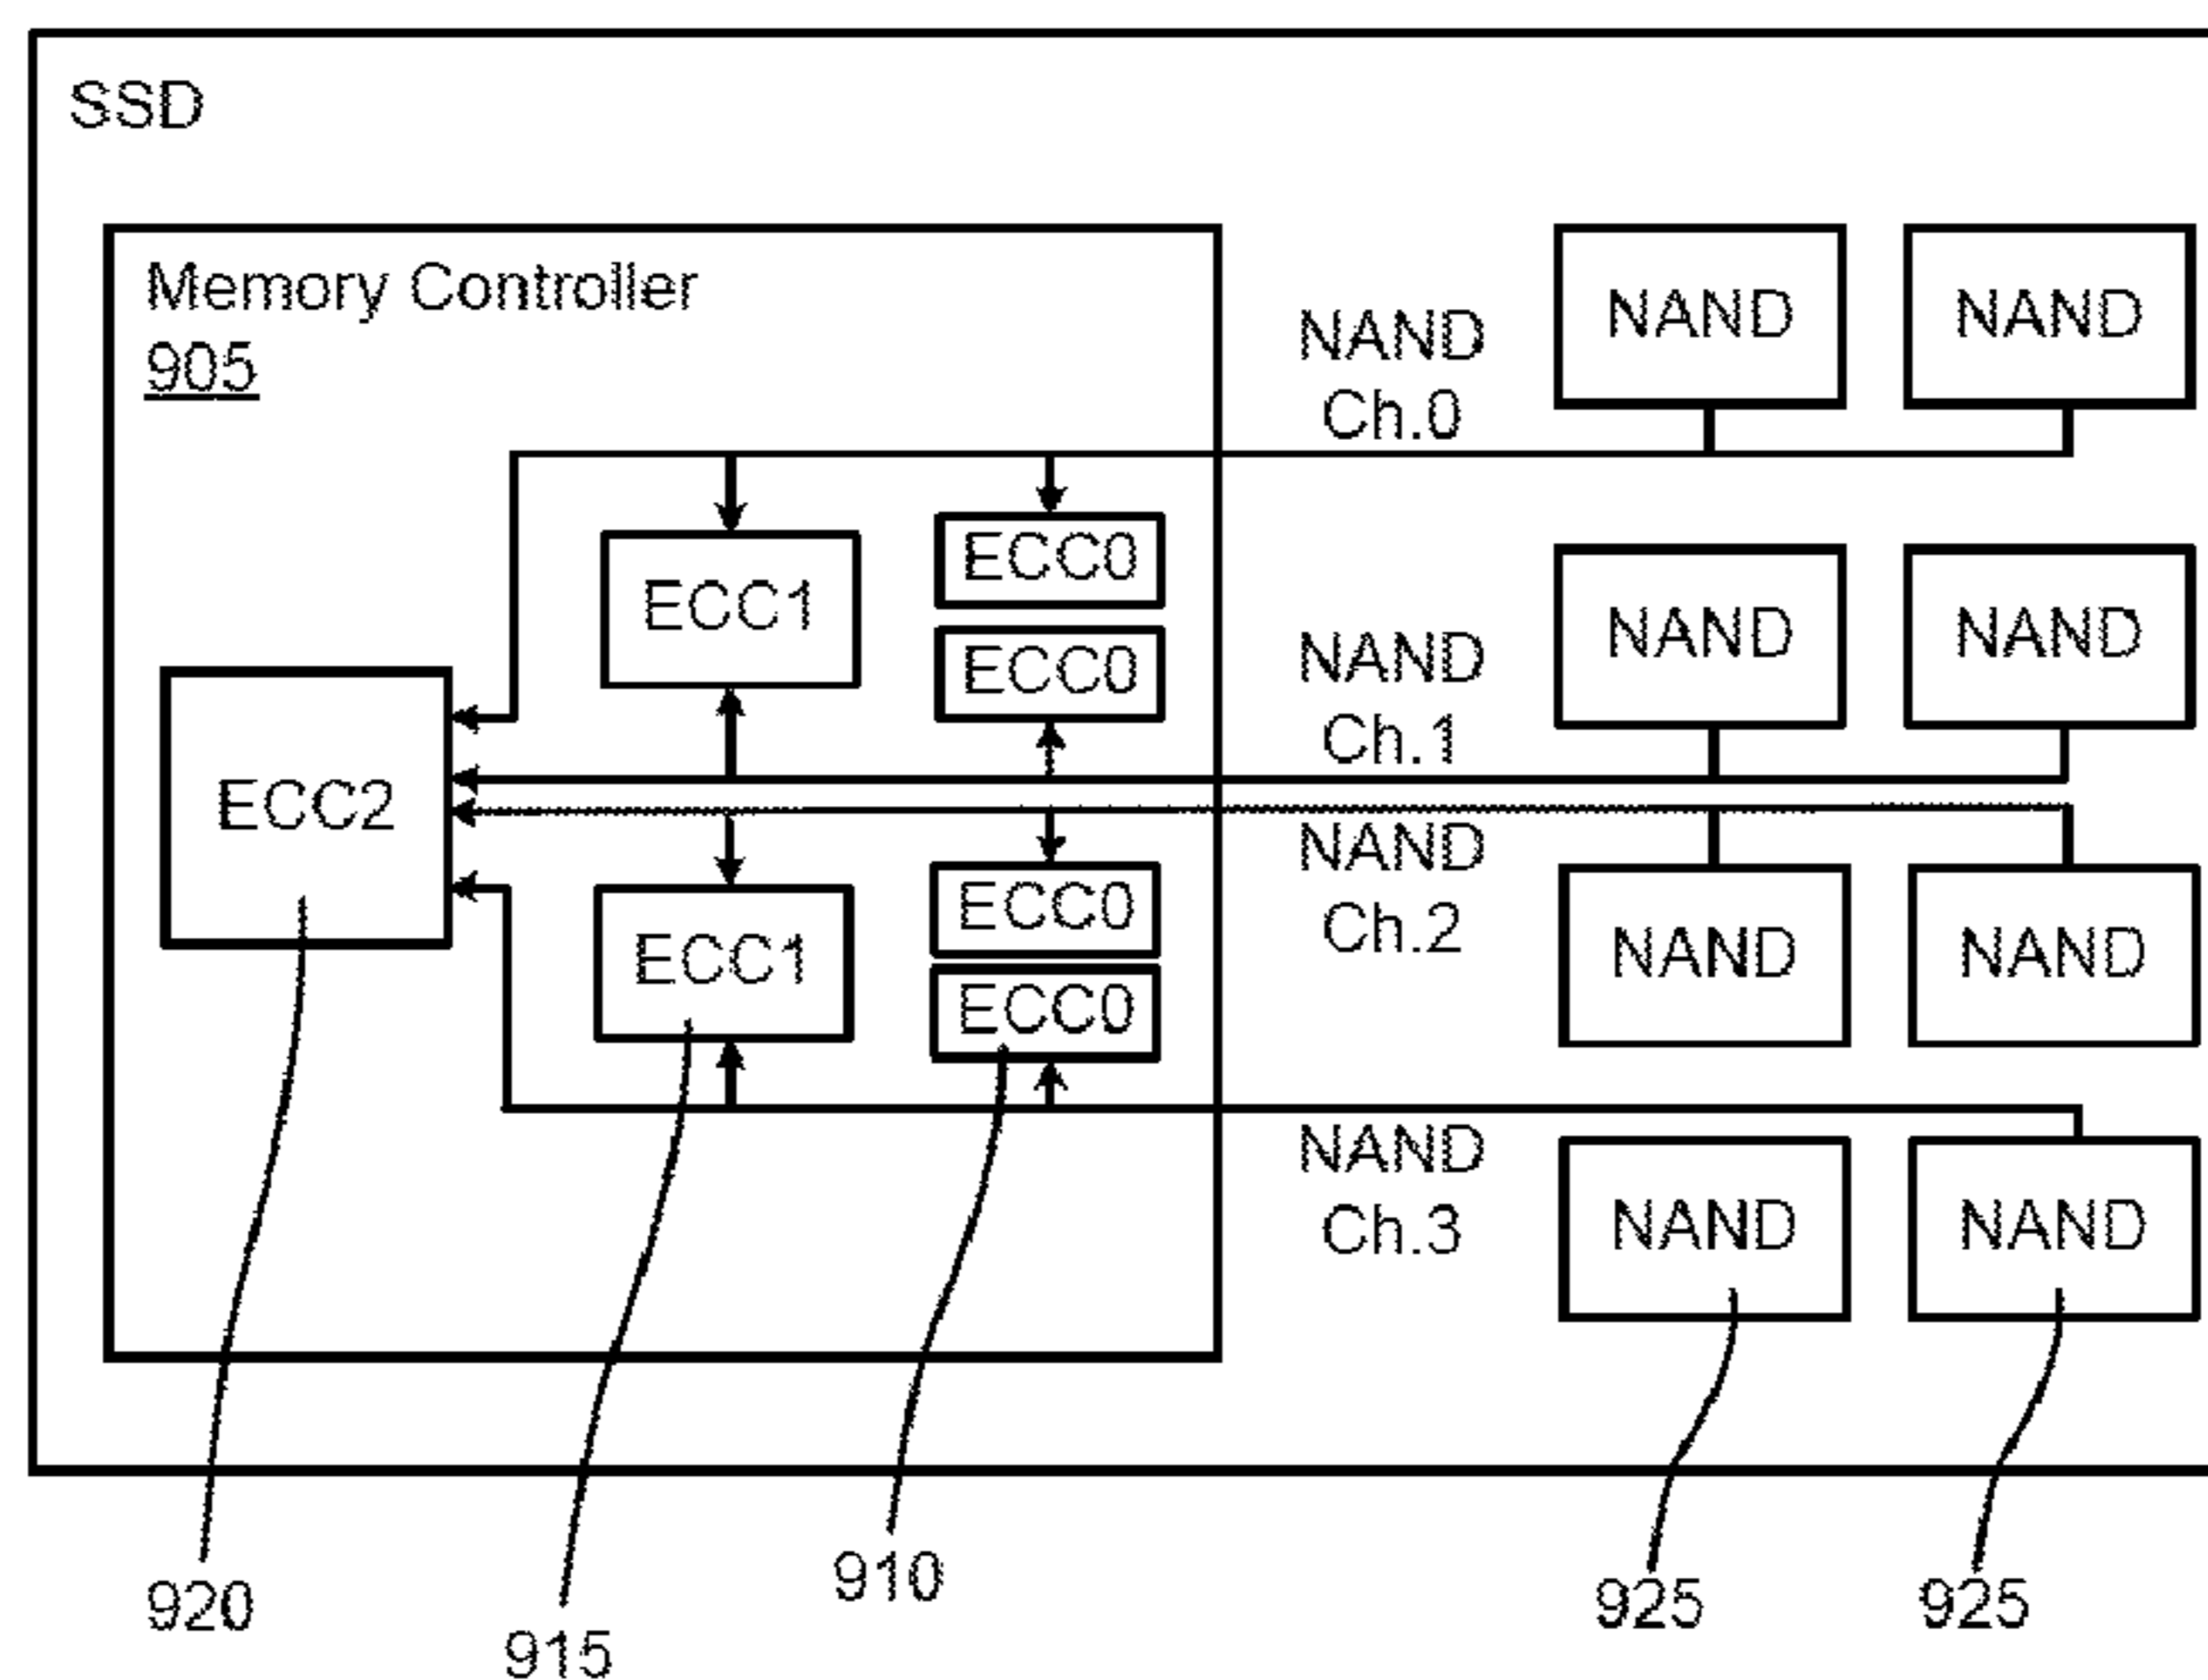 SSD
Memory Controller
905
NAND
Ch.0
NAND
NAND
ECC1
ECC0
ECC0
NAND
Ch.1
NAND
NAND
ECC2
NAND
Ch.2
NAND
NAND
ECC1
ECC0
ECC0
NAND
Ch.3
NAND
NAND
920
915
910
925
925